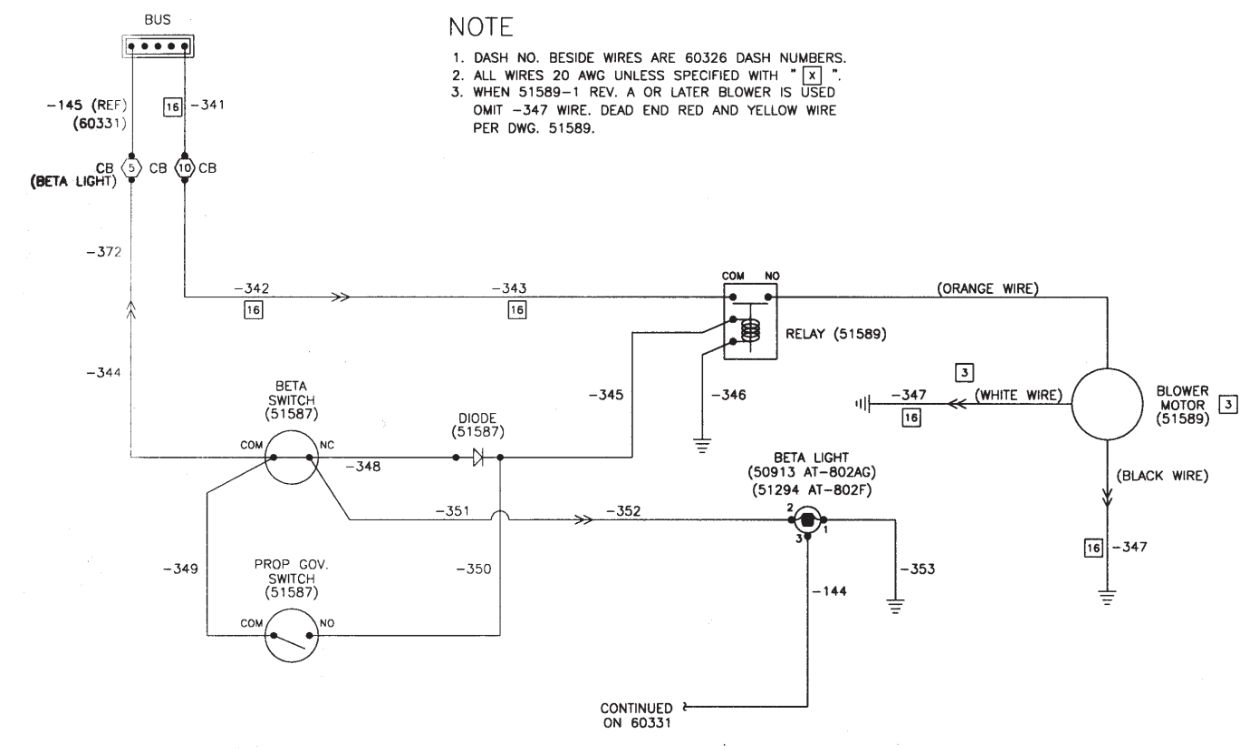 BUS
NOTE
1. DASH NO. BESIDE WIRES ARE 60326 DASH NUMBERS.
2. ALL WIRES 20 AWG UNLESS SPECIFIED WITH " X ".
3. WHEN 51589-1 REV. A OR LATER BLOWER IS USED
OMIT -347 WIRE. DEAD END RED AND YELLOW WIRE
PER DWG. 51589.
-145 (REF)
(60331)
16 -341
CB 5 CB 10 CB
(BETA LIGHT)
-372
-342
16
-343
16
COM NO
(ORANGE WIRE)
RELAY (51589)
-344
BETA
SWITCH
(51587)
COM NC
-348
DIODE
(51587)
-345
-346
3
-347
16
(WHITE WIRE)
BLOWER
MOTOR
(51589)
3
(BLACK WIRE)
16 -347
-351
-352
BETA LIGHT
(50913 AT-802AG)
(51294 AT-802F)
2
1
3
-353
-144
-349
-350
PROP GOV.
SWITCH
(51587)
COM NO
CONTINUED
ON 60331